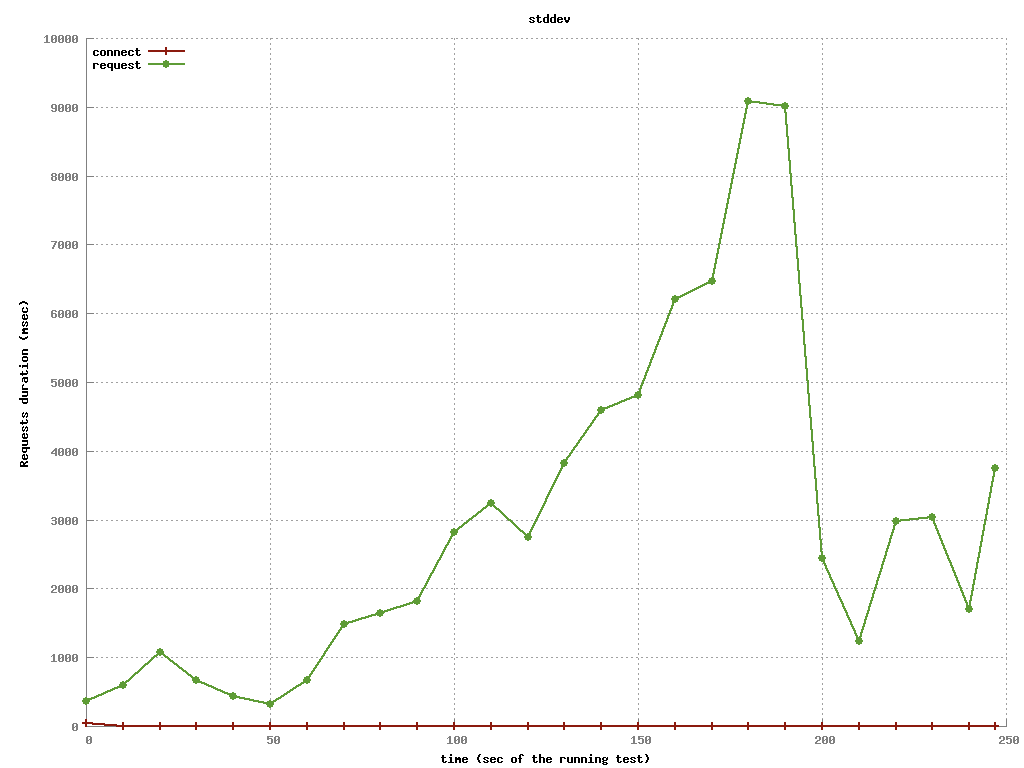 stddev
10000
connect
request
9000
8000
7000
6000
5000
4000
3000
2000
1000
0
Requests duration (msec)
0 50 100 150 200 250
time (sec of the running test)